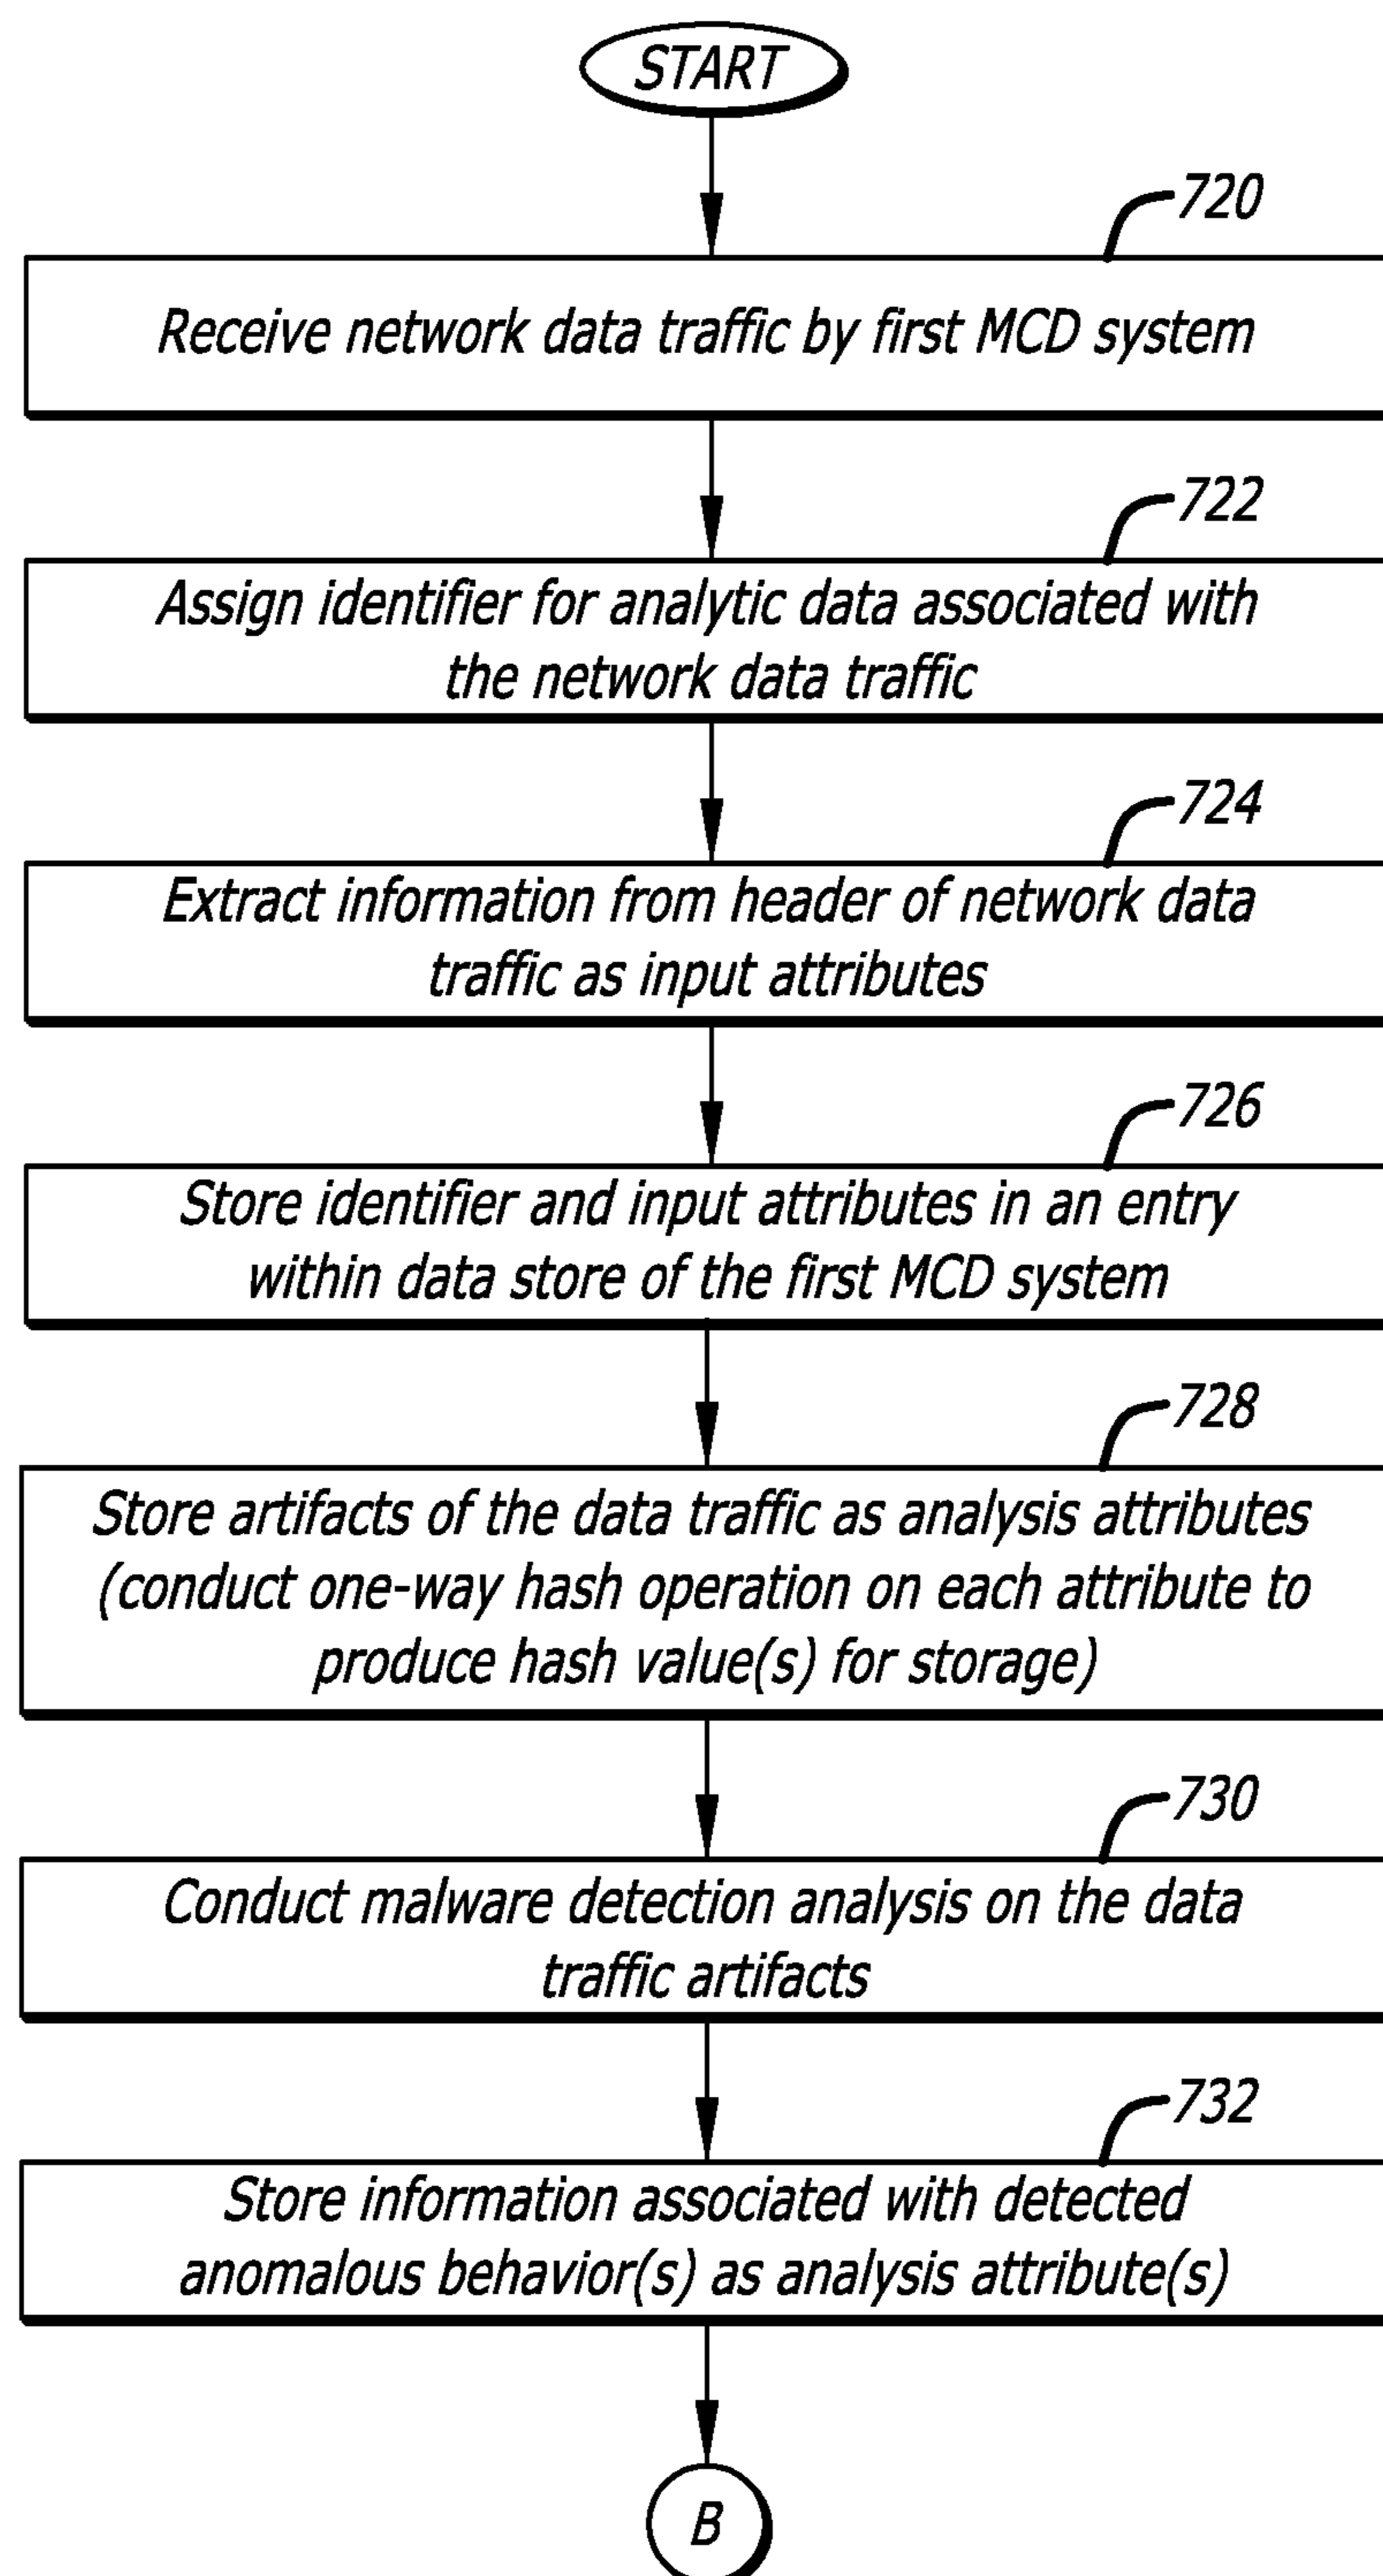 START
720
Receive network data traffic by first MCD system
722
Assign identifier for analytic data associated with
the network data traffic
724
Extract information from header of network data
traffic as input attributes
726
Store identifier and input attributes in an entry
within data store of the first MCD system
728
Store artifacts of the data traffic as analysis attributes
(conduct one-way hash operation on each attribute to
produce hash value(s) for storage)
730
Conduct malware detection analysis on the data
traffic artifacts
732
Store information associated with detected
anomalous behavior(s) as analysis attribute(s)
B